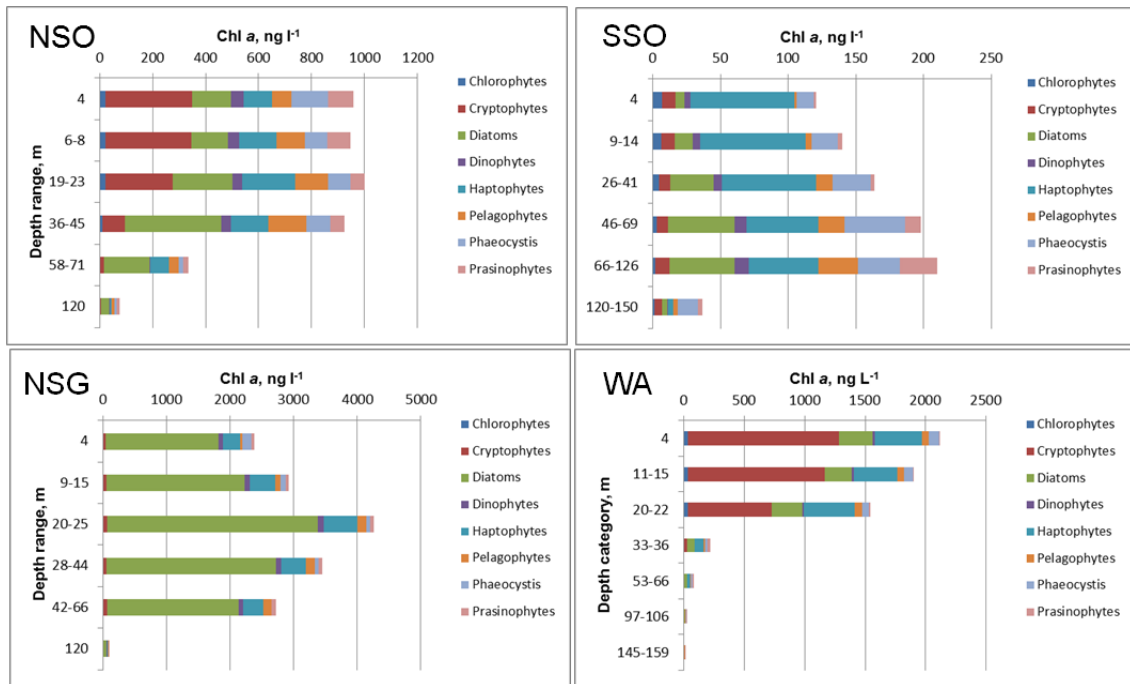 NSO
Chl a, ng l⁻¹
0 200 400 600 800 1000 1200
Depth range, m
4
6-8
19-23
36-45
58-71
120
Chlorophytes
Cryptophytes
Diatoms
Dinophytes
Haptophytes
Pelagophytes
Phaeocystis
Prasinophytes
SSO
Chl a, ng l⁻¹
0 50 100 150 200 250
4
9-14
26-41
46-69
66-126
120-150
Chlorophytes
Cryptophytes
Diatoms
Dinophytes
Haptophytes
Pelagophytes
Phaeocystis
Prasinophytes
NSG
Chl a, ng l⁻¹
0 1000 2000 3000 4000 5000
Depth range, m
4
9-15
20-25
28-44
42-66
120
Chlorophytes
Cryptophytes
Diatoms
Dinophytes
Haptophytes
Pelagophytes
Phaeocystis
Prasinophytes
WA
Chl a, ng L⁻¹
0 500 1000 1500 2000 2500
Depth category, m
4
11-15
20-22
33-36
53-66
97-106
145-159
Chlorophytes
Cryptophytes
Diatoms
Dinophytes
Haptophytes
Pelagophytes
Phaeocystis
Prasinophytes